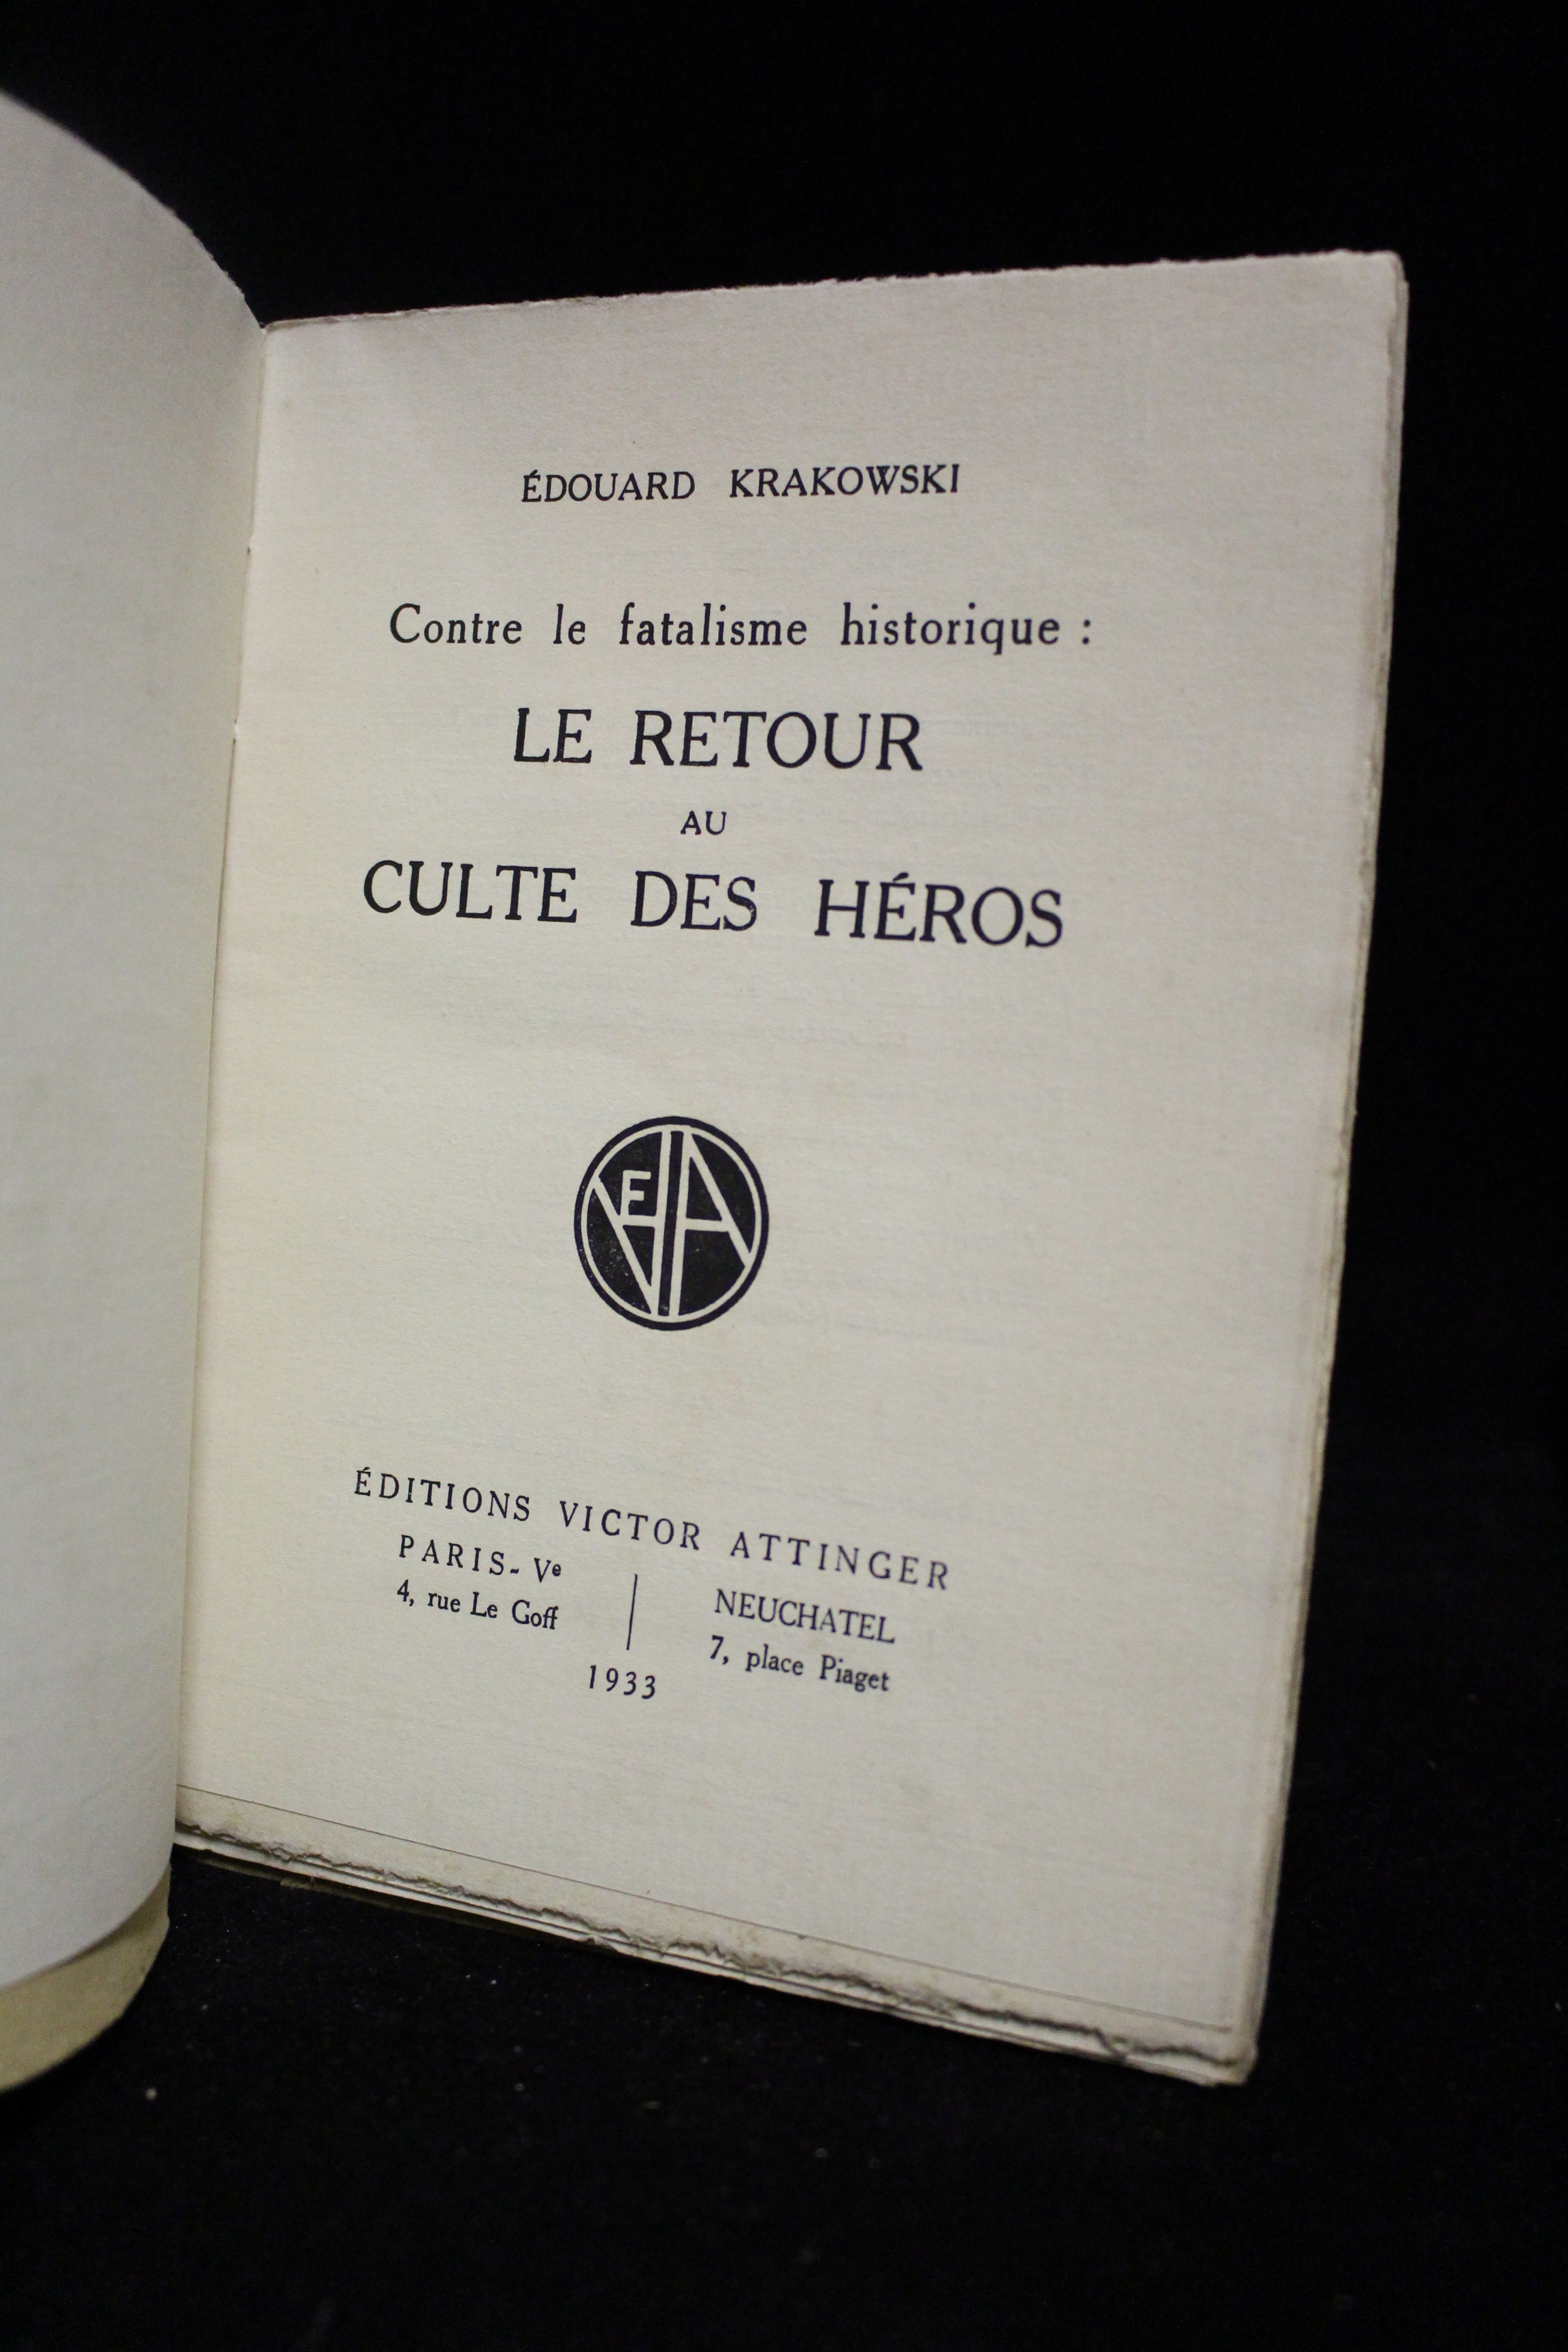 ÉDOUARD KRAKOWSKI
Contre le fatalisme historique :
LE RETOUR
AU
CULTE DES HÉROS
VEA
ÉDITIONS VICTOR ATTINGER
PARIS-Vᵉ
4, rue Le Goff
NEUCHATEL
7, place Piaget
1933